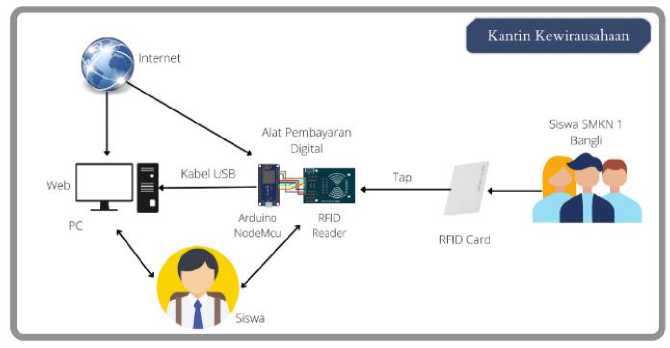 Kantin Kewirausahaan
Internet
Alat Pembayaran
Digital
Siswa SMKN 1
Bangli
Web
Kabel USB
Tap
PC
Arduino
NodeMcu
RFID
Reader
RFID Card
Siswa